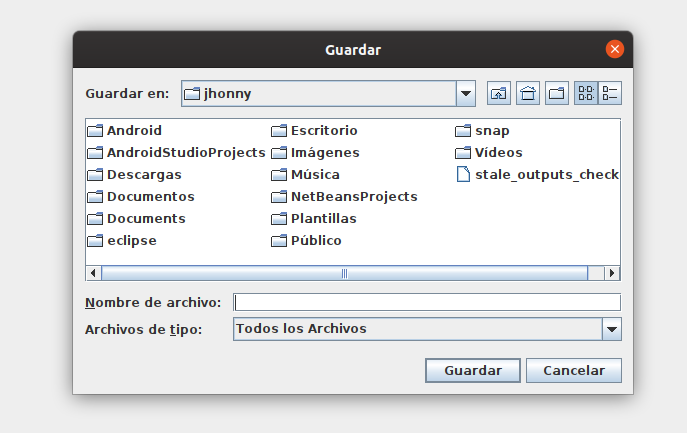 Guardar
Guardar en: jhonny
Android Escritorio snap
AndroidStudioProjects Imágenes Vídeos
Descargas Música stale_outputs_check
Documentos NetBeansProjects
Documents Plantillas
eclipse Público
Nombre de archivo:
Archivos de tipo: Todos los Archivos
Guardar Cancelar